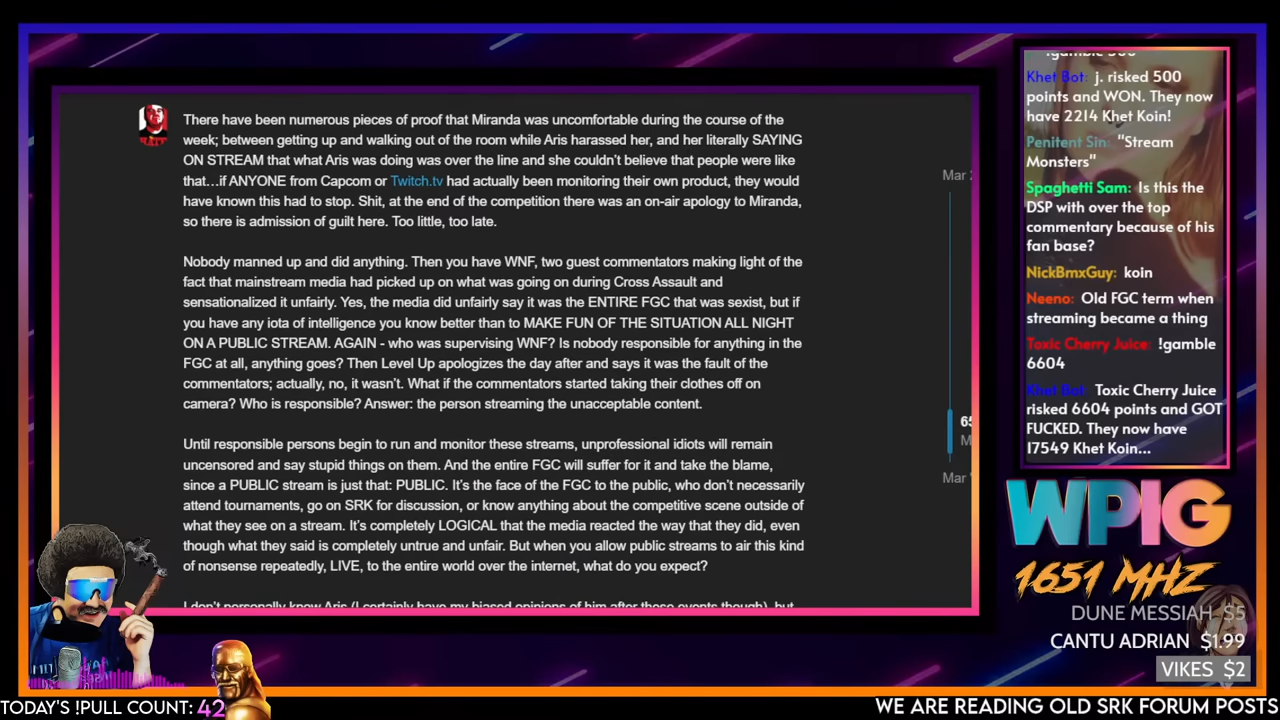 There have been numerous pieces of proof that Miranda was uncomfortable during the course of the
week; between getting up and walking out of the room while Aris harassed her, and her literally SAYING
ON STREAM that what Aris was doing was over the line and she couldn't believe that people were like
that…if ANYONE from Capcom or Twitch.tv had actually been monitoring their own product, they would
have known this had to stop. Shit, at the end of the competition there was an on-air apology to Miranda,
so there is admission of guilt here. Too little, too late.
Nobody manned up and did anything. Then you have WNF, two guest commentators making light of the
fact that mainstream media had picked up on what was going on during Cross Assault and
sensationalized it unfairly. Yes, the media did unfairly say it was the ENTIRE FGC that was sexist, but if
you have any iota of intelligence you know better than to MAKE FUN OF THE SITUATION ALL NIGHT
ON A PUBLIC STREAM. AGAIN - who was supervising WNF? Is nobody responsible for anything in the
FGC at all, anything goes? Then Level Up apologizes the day after and says it was the fault of the
commentators; actually, no, it wasn't. What if the commentators started taking their clothes off on
camera? Who is responsible? Answer: the person streaming the unacceptable content.
Until responsible persons begin to run and monitor these streams, unprofessional idiots will remain
uncensored and say stupid things on them. And the entire FGC will suffer for it and take the blame,
since a PUBLIC stream is just that: PUBLIC. It's the face of the FGC to the public, who don't necessarily
attend tournaments, go on SRK for discussion, or know anything about the competitive scene outside of
what they see on a stream. It's completely LOGICAL that the media reacted the way that they did, even
though what they said is completely untrue and unfair. But when you allow public streams to air this kind
of nonsense repeatedly, LIVE, to the entire world over the internet, what do you expect?
I don't personally know Aris (I certainly have my biased opinions of him after these events though), but
Mar
Mar
!gamble 500
Khet Bot: j. risked 500
points and WON. They now
have 2214 Khet Koin!
Penitent Sin: "Stream
Monsters"
Spaghetti Sam: Is this the
DSP with over the top
commentary because of his
fan base?
NickBmxGuy: koin
Neeno: Old FGC term when
streaming became a thing
Toxic Cherry Juice: !gamble
6604
Khet Bot: Toxic Cherry Juice
risked 6604 points and GOT
FUCKED. They now have
17549 Khet Koin...
WPIG
1651 MHZ
DUNE MESSIAH $5
CANTU ADRIAN $1.99
VIKES $2
TODAY'S !PULL COUNT: 42
WE ARE READING OLD SRK FORUM POSTS